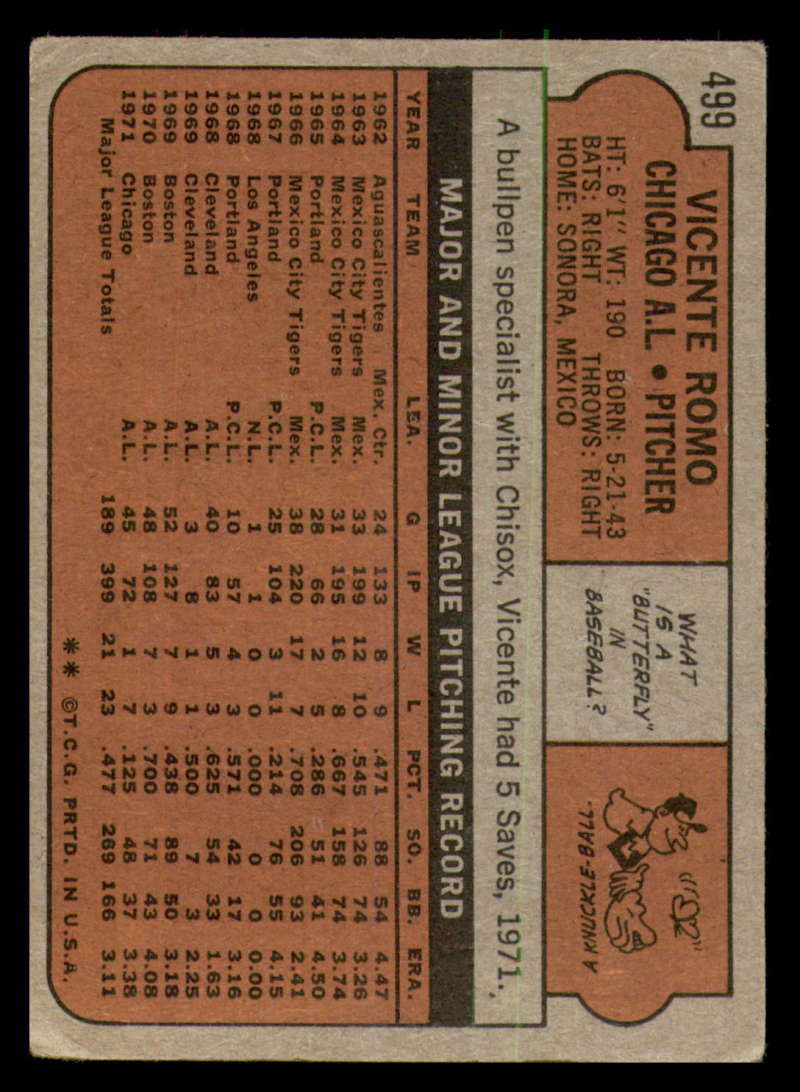 499
VICENTE ROMO
CHICAGO A.L. • PITCHER
HT: 6'1" WT: 190 BORN: 5-21-43
BATS: RIGHT THROWS: RIGHT
HOME: SONORA, MEXICO
WHAT
IS A
"BUTTERFLY"
IN
BASEBALL?
A KNUCKLE-BALL.
A bullpen specialist with Chisox, Vicente had 5 Saves, 1971.
MAJOR AND MINOR LEAGUE PITCHING RECORD
YEAR TEAM LEA. G IP W L PCT. SO. BB. ERA.
1962 Aguascalientes Mex. Ctr. 24 133 8 9 .471 88 54 4.47
1963 Mexico City Tigers Mex. 33 199 12 10 .545 126 74 3.26
1964 Mexico City Tigers Mex. 31 195 16 8 .667 158 74 3.74
1965 Portland P.C.L. 28 66 2 5 .286 51 41 4.50
1966 Mexico City Tigers Mex. 38 220 17 7 .708 206 93 2.41
1967 Portland P.C.L. 25 104 3 11 .214 76 55 4.15
1968 Los Angeles N.L. 1 1 0 0 .000 0 0 0.00
1968 Portland P.C.L. 10 57 4 3 .571 42 17 3.16
1968 Cleveland A.L. 40 83 5 3 .625 54 33 1.63
1969 Cleveland A.L. 3 8 1 1 .500 7 3 2.25
1969 Boston A.L. 52 127 7 9 .438 89 50 3.18
1970 Boston A.L. 48 108 7 3 .700 71 43 4.08
1971 Chicago A.L. 45 72 1 7 .125 48 37 3.38
Major League Totals 189 399 21 23 .477 269 166 3.11
** ©T.C.G. PRTD. IN U.S.A.